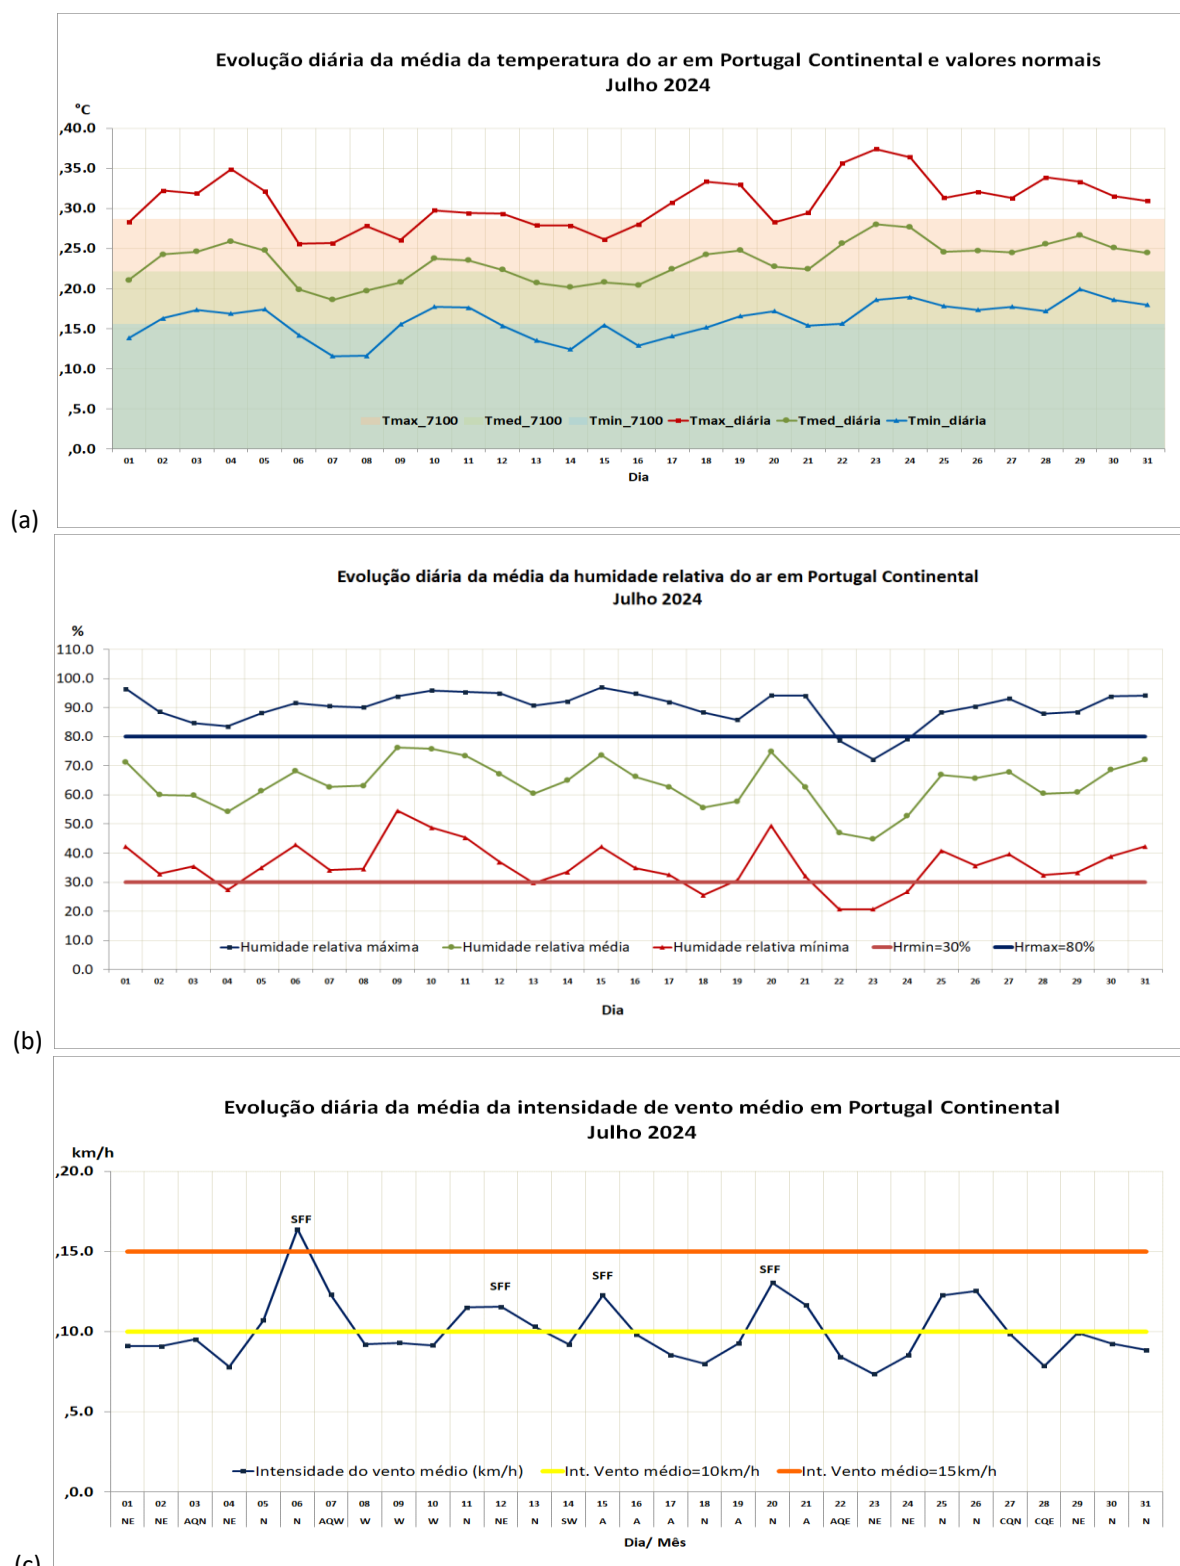 Evolução diária da média da temperatura do ar em Portugal Continental e valores normais
Julho 2024
°C
,40.0
,35.0
,30.0
,25.0
,20.0
,15.0
,10.0
,5.0
,0.0
Tmax_7100 Tmed_7100 Tmin_7100 Tmax_diária Tmed_diária Tmin_diária
01 02 03 04 05 06 07 08 09 10 11 12 13 14 15 16 17 18 19 20 21 22 23 24 25 26 27 28 29 30 31
Dia
(a)
Evolução diária da média da humidade relativa do ar em Portugal Continental
Julho 2024
%
110.0
100.0
90.0
80.0
70.0
60.0
50.0
40.0
30.0
20.0
10.0
0.0
Humidade relativa máxima Humidade relativa média Humidade relativa mínima Hrmin=30% Hrmax=80%
01 02 03 04 05 06 07 08 09 10 11 12 13 14 15 16 17 18 19 20 21 22 23 24 25 26 27 28 29 30 31
Dia
(b)
Evolução diária da média da intensidade de vento médio em Portugal Continental
Julho 2024
km/h
,20.0
,15.0
,10.0
,5.0
,0.0
SFF SFF SFF SFF
Intensidade do vento médio (km/h) Int. Vento médio=10km/h Int. Vento médio=15km/h
01 02 03 04 05 06 07 08 09 10 11 12 13 14 15 16 17 18 19 20 21 22 23 24 25 26 27 28 29 30 31
NE NE AQN NE N N AQW W W W N NE N SW A A A N A N A AQE NE NE N N CQN CQE NE N N
Dia/ Mês
(c)